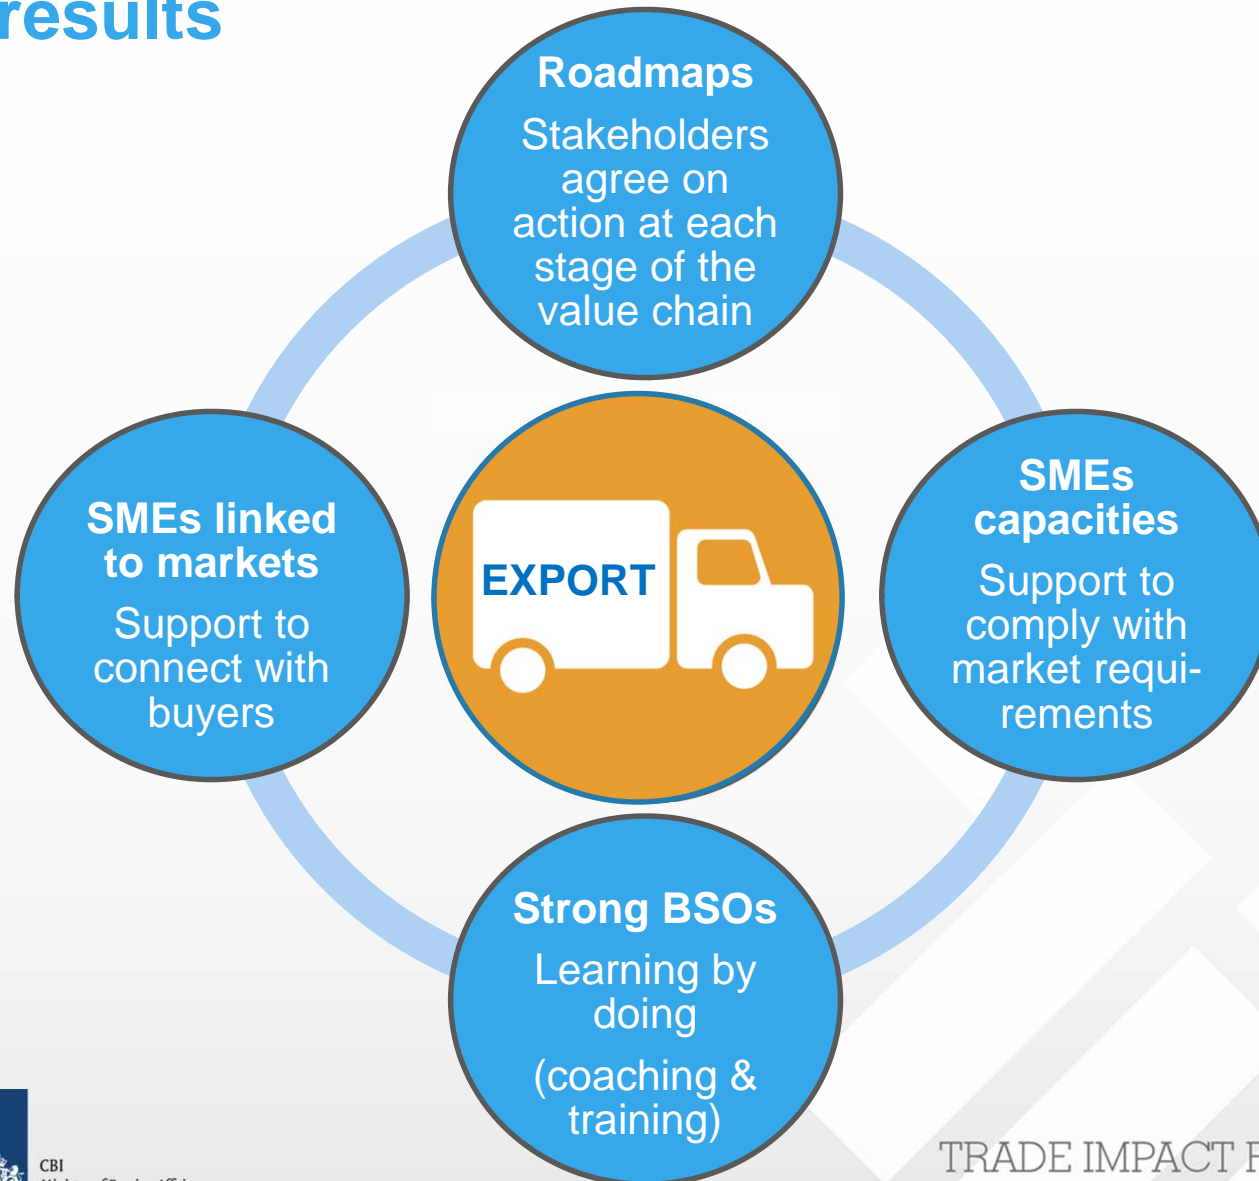 results
Roadmaps
Stakeholders
agree on
action at each
stage of the
value chain
SMEs linked
to markets
Support to
connect with
buyers
EXPORT
SMEs
capacities
Support to
comply with
market requi-
rements
Strong BSOs
Learning by
doing
(coaching &
training)
CBI
TRADE IMPACT F